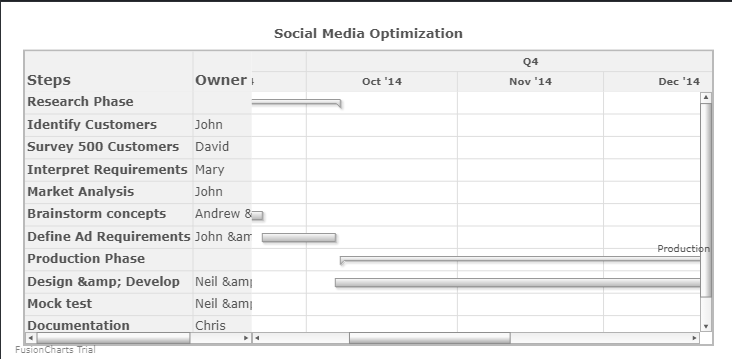 Social Media Optimization
Q4
Steps Owner Oct '14 Nov '14 Dec '14
Research Phase
Identify Customers John
Survey 500 Customers David
Interpret Requirements Mary
Market Analysis John
Brainstorm concepts Andrew &
Define Ad Requirements John &am
Production
Production Phase
Design &amp; Develop Neil &amp
Mock test Neil &amp
Documentation Chris
FusionCharts Trial